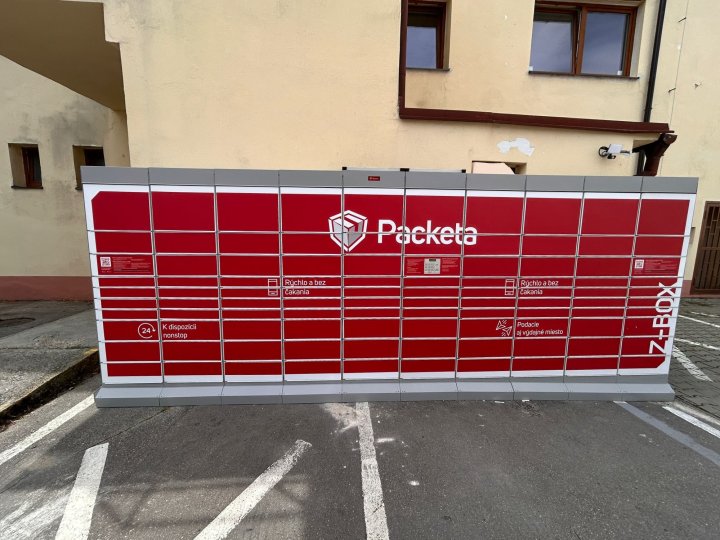 Packeta
Rýchlo a bez
čakania
Rýchlo a bez
čakania
24
K dispozícii
nonstop
Podacie
aj výdajné miesto
Z-BOX